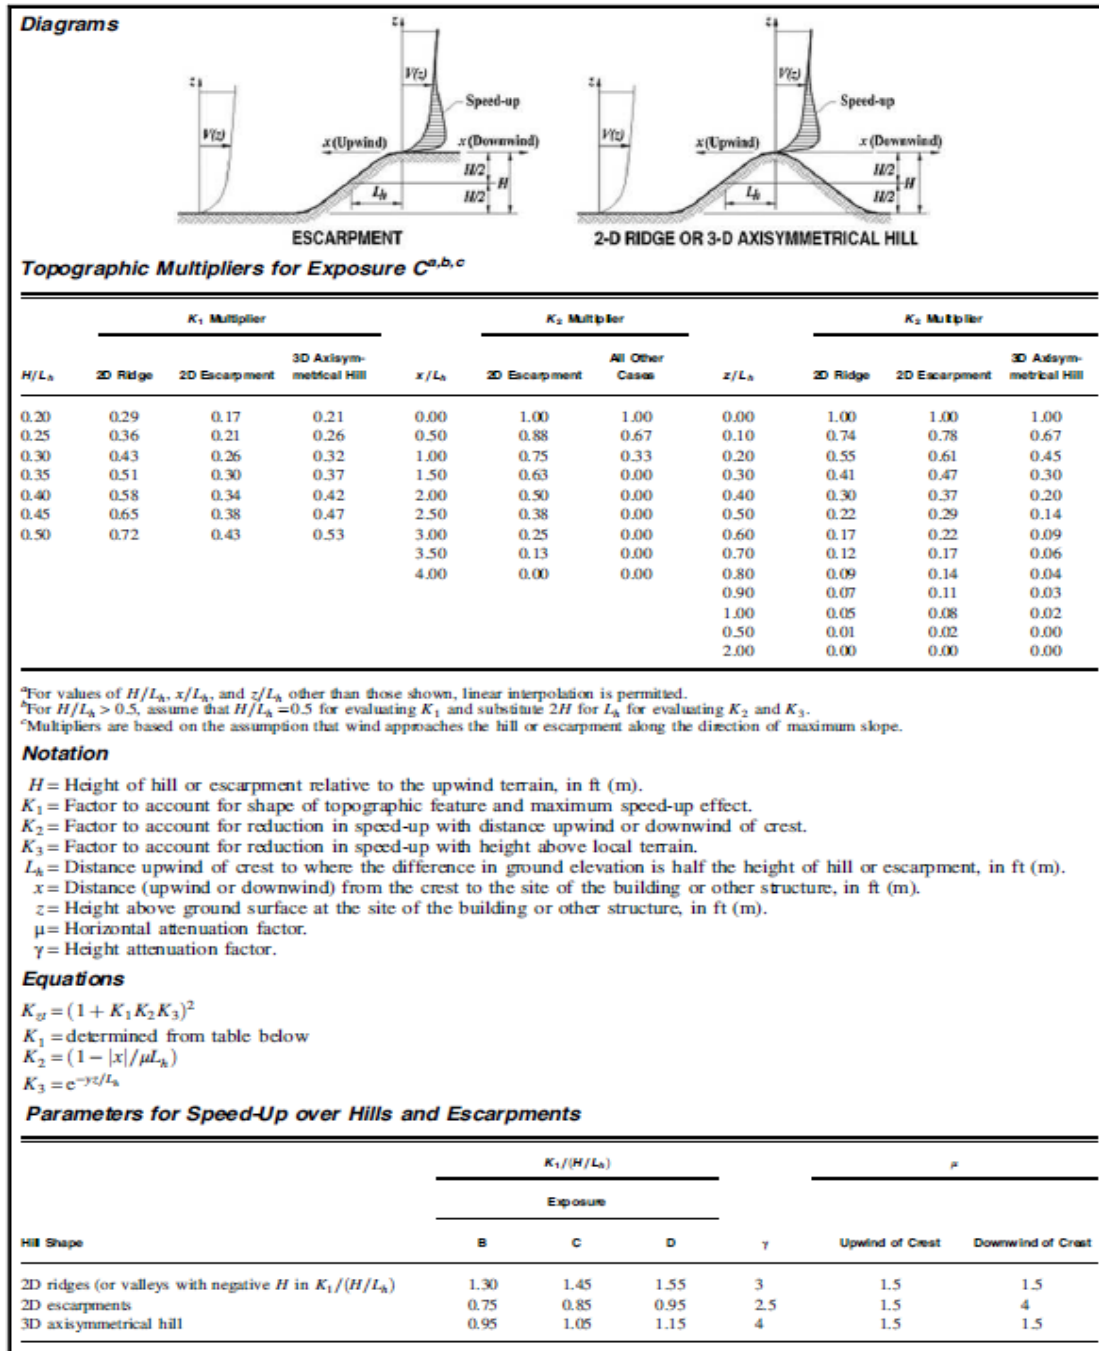 Diagrams
z
V(z)
Speed-up
x(Upwind)
x(Downwind)
z
V(z)
H/2
H
H/2
Lh
ESCARPMENT
z
V(z)
Speed-up
x(Upwind)
x(Downwind)
z
V(z)
H/2
H
H/2
Lh
2-D RIDGE OR 3-D AXISYMMETRICAL HILL
Topographic Multipliers for Exposure C^a,b,c
K1 Multiplier K2 Multiplier K3 Multiplier
H/Lh 2D Ridge 2D Escarpment 3D Axisym-metrical Hill x/Lh 2D Escarpment All Other Cases z/Lh 2D Ridge 2D Escarpment 3D Axisym-metrical Hill
0.20 0.29 0.17 0.21 0.00 1.00 1.00 0.00 1.00 1.00 1.00
0.25 0.36 0.21 0.26 0.50 0.88 0.67 0.10 0.74 0.78 0.67
0.30 0.43 0.26 0.32 1.00 0.75 0.33 0.20 0.55 0.61 0.45
0.35 0.51 0.30 0.37 1.50 0.63 0.00 0.30 0.41 0.47 0.30
0.40 0.58 0.34 0.42 2.00 0.50 0.00 0.40 0.30 0.37 0.20
0.45 0.65 0.38 0.47 2.50 0.38 0.00 0.50 0.22 0.29 0.14
0.50 0.72 0.43 0.53 3.00 0.25 0.00 0.60 0.17 0.22 0.09
3.50 0.13 0.00 0.70 0.12 0.17 0.06
4.00 0.00 0.00 0.80 0.09 0.14 0.04
0.90 0.07 0.11 0.03
1.00 0.05 0.08 0.02
0.50 0.01 0.02 0.00
2.00 0.00 0.00 0.00
aFor values of H/Lh, x/Lh, and z/Lh other than those shown, linear interpolation is permitted.
bFor H/Lh > 0.5, assume that H/Lh = 0.5 for evaluating K1 and substitute 2H for Lh for evaluating K2 and K3.
cMultipliers are based on the assumption that wind approaches the hill or escarpment along the direction of maximum slope.
Notation
H = Height of hill or escarpment relative to the upwind terrain, in ft (m).
K1 = Factor to account for shape of topographic feature and maximum speed-up effect.
K2 = Factor to account for reduction in speed-up with distance upwind or downwind of crest.
K3 = Factor to account for reduction in speed-up with height above local terrain.
Lh = Distance upwind of crest to where the difference in ground elevation is half the height of hill or escarpment, in ft (m).
x = Distance (upwind or downwind) from the crest to the site of the building or other structure, in ft (m).
z = Height above ground surface at the site of the building or other structure, in ft (m).
μ = Horizontal attenuation factor.
γ = Height attenuation factor.
Equations
Kzt = (1 + K1K2K3)²
K1 = determined from table below
K2 = (1 − |x|/μLh)
K3 = e^−γz/Lh
Parameters for Speed-Up over Hills and Escarpments
K1/(H/Lh) μ
Exposure
Hill Shape B C D γ Upwind of Crest Downwind of Crest
2D ridges (or valleys with negative H in K1/(H/Lh) 1.30 1.45 1.55 3 1.5 1.5
2D escarpments 0.75 0.85 0.95 2.5 1.5 4
3D axisymmetrical hill 0.95 1.05 1.15 4 1.5 1.5